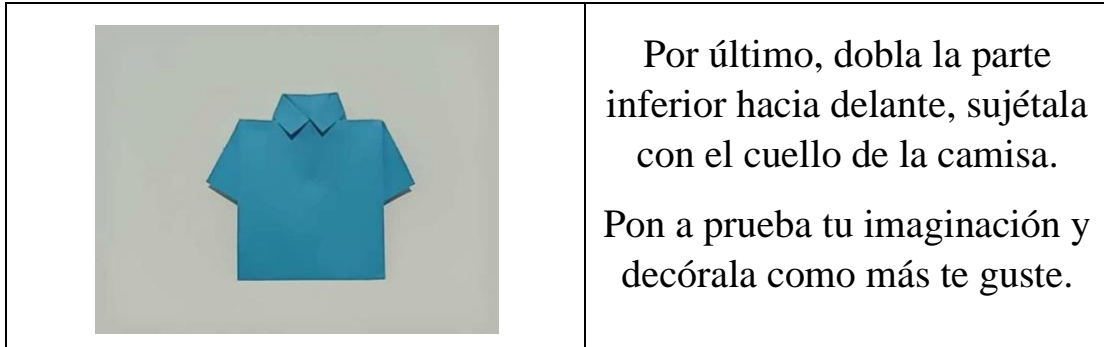 Por último, dobla la parte
inferior hacia delante, sujétala
con el cuello de la camisa.
Pon a prueba tu imaginación y
decórala como más te guste.